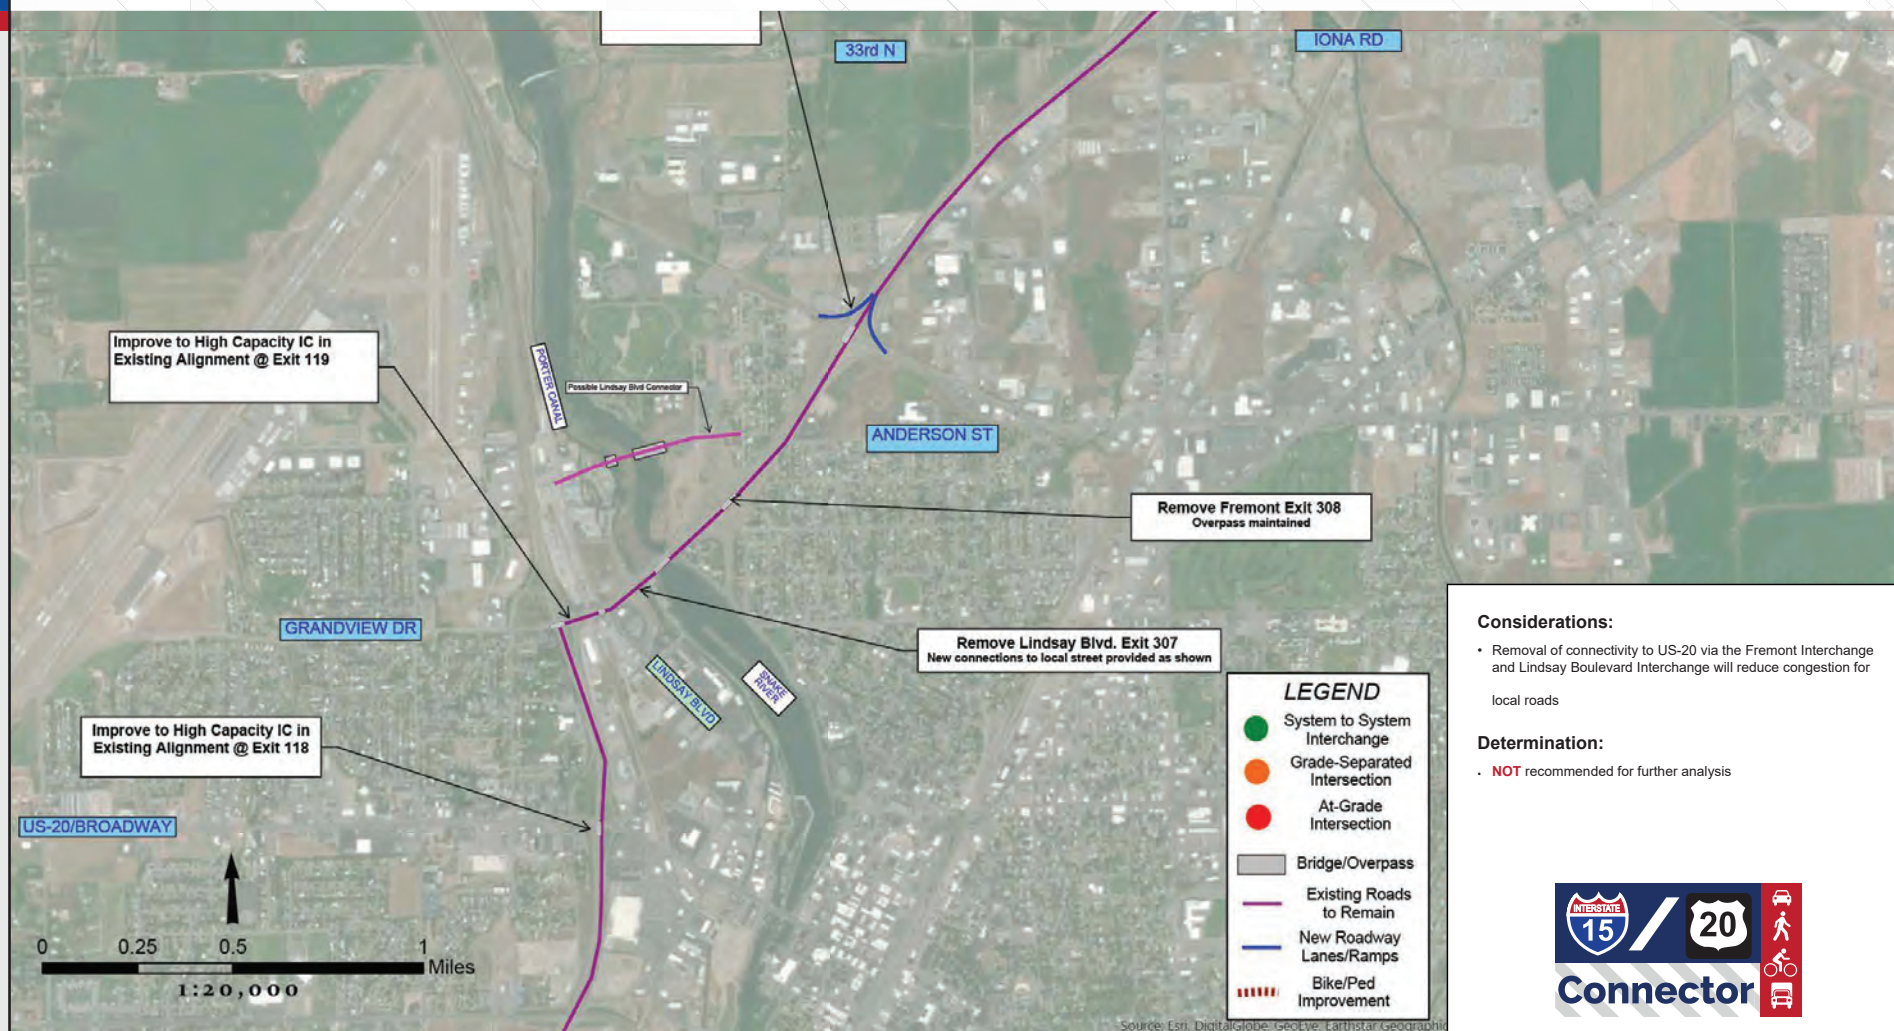 33rd N
IONA RD
Improve to High Capacity IC in
Existing Alignment @ Exit 119
PORTER CANAL
Possible Lindsay Blvd Connector
ANDERSON ST
Remove Fremont Exit 308
Overpass maintained
GRANDVIEW DR
Remove Lindsay Blvd. Exit 307
New connections to local street provided as shown
LINDSAY BLVD
SNAKE
RIVER
Improve to High Capacity IC in
Existing Alignment @ Exit 118
US-20/BROADWAY
0 0.25 0.5 1
Miles
1:20,000
LEGEND
System to System
Interchange
Grade-Separated
Intersection
At-Grade
Intersection
Bridge/Overpass
Existing Roads
to Remain
New Roadway
Lanes/Ramps
Bike/Ped
Improvement
Source: Esri, DigitalGlobe, GeoEye, Earthstar Geographic
Considerations:
• Removal of connectivity to US-20 via the Fremont Interchange
and Lindsay Boulevard Interchange will reduce congestion for
local roads
Determination:
• NOT recommended for further analysis
INTERSTATE
15
20
Connector